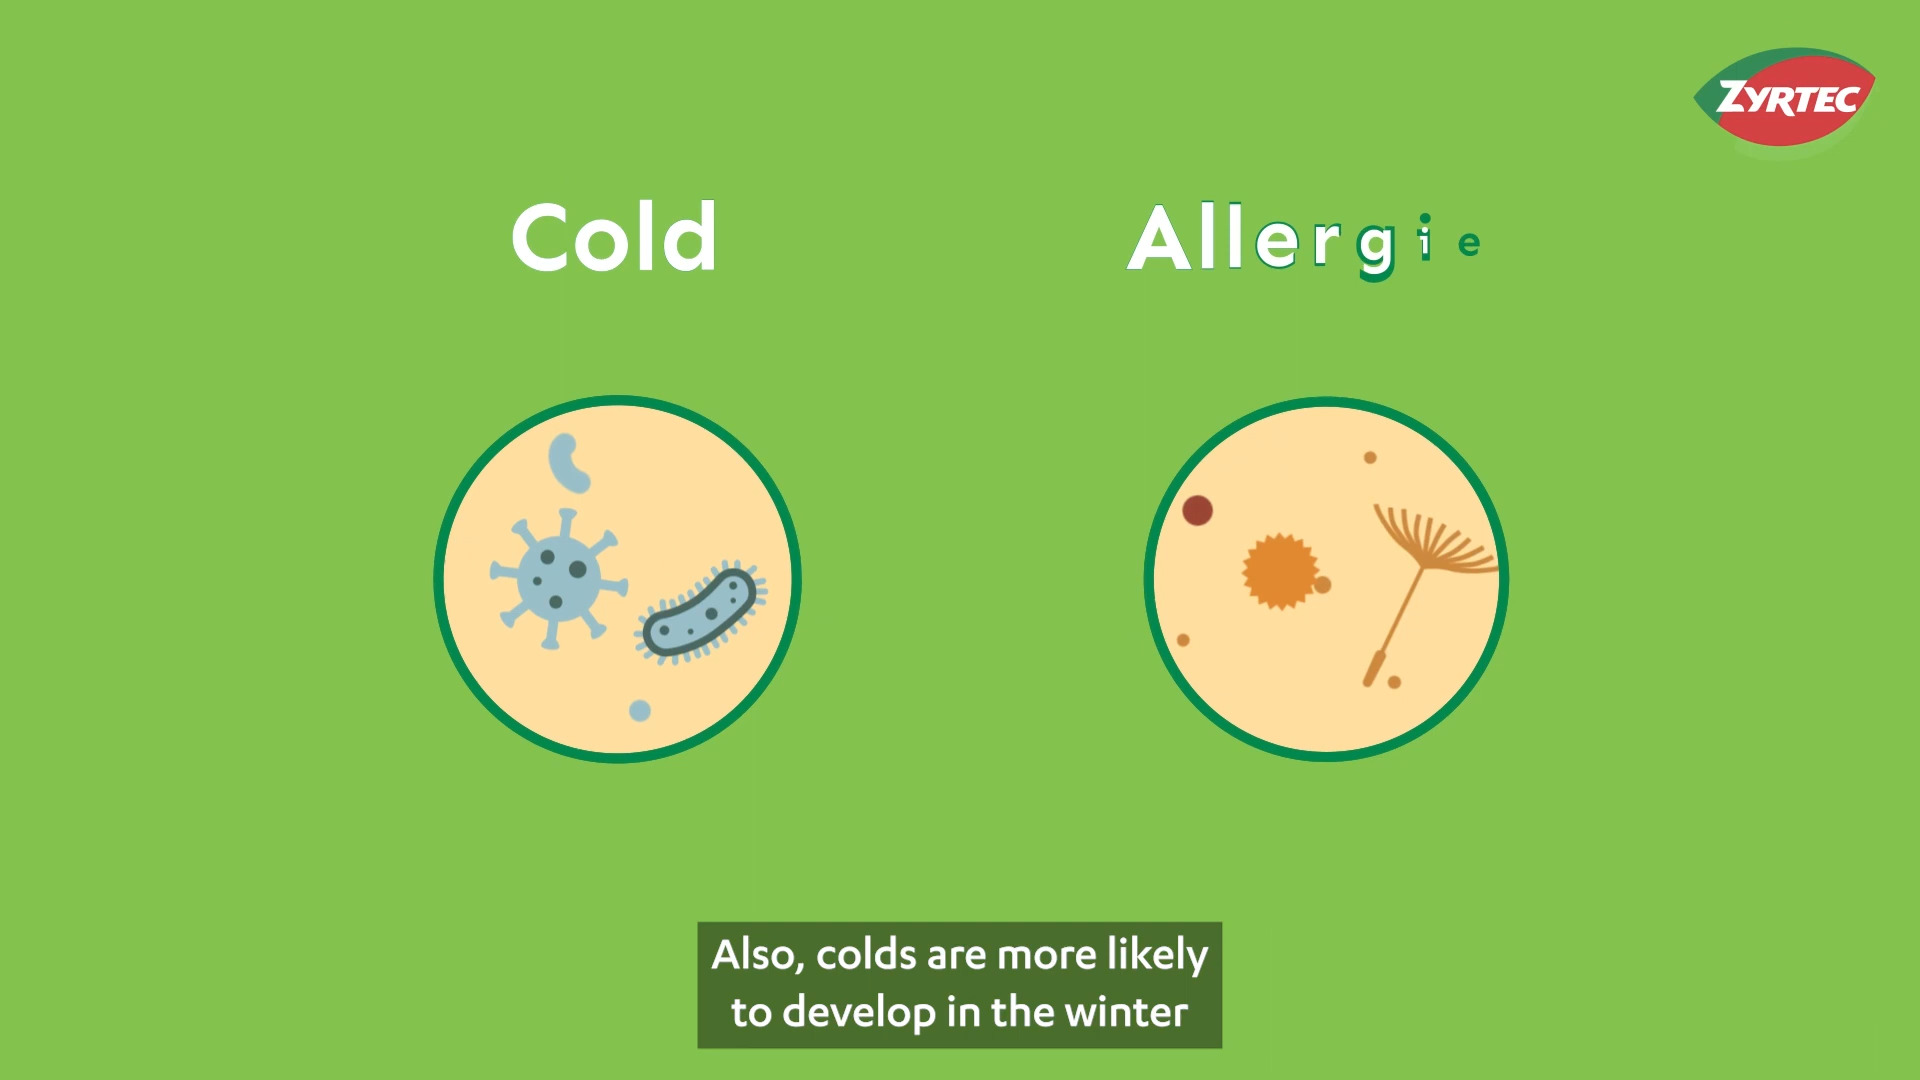 ZYRTEC
Cold
Allergie
Also, colds are more likely
to develop in the winter